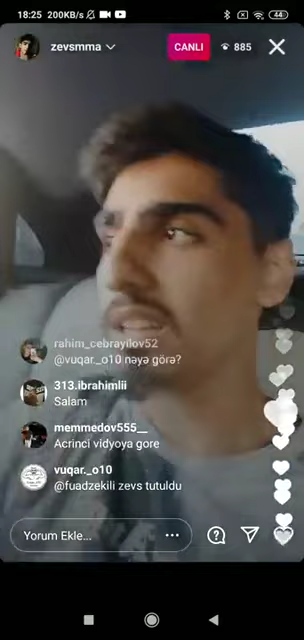 18:25 200KB/s 44
zevsmma CANLI 885
rahim_cebrayilov52
@vuqar._o10 nəyə görə?
313.ibrahimlii
Salam
memmedov555__
Acrinci vidyoya gore
vuqar._o10
@fuadzekili zevs tutuldu
Yorum Ekle...